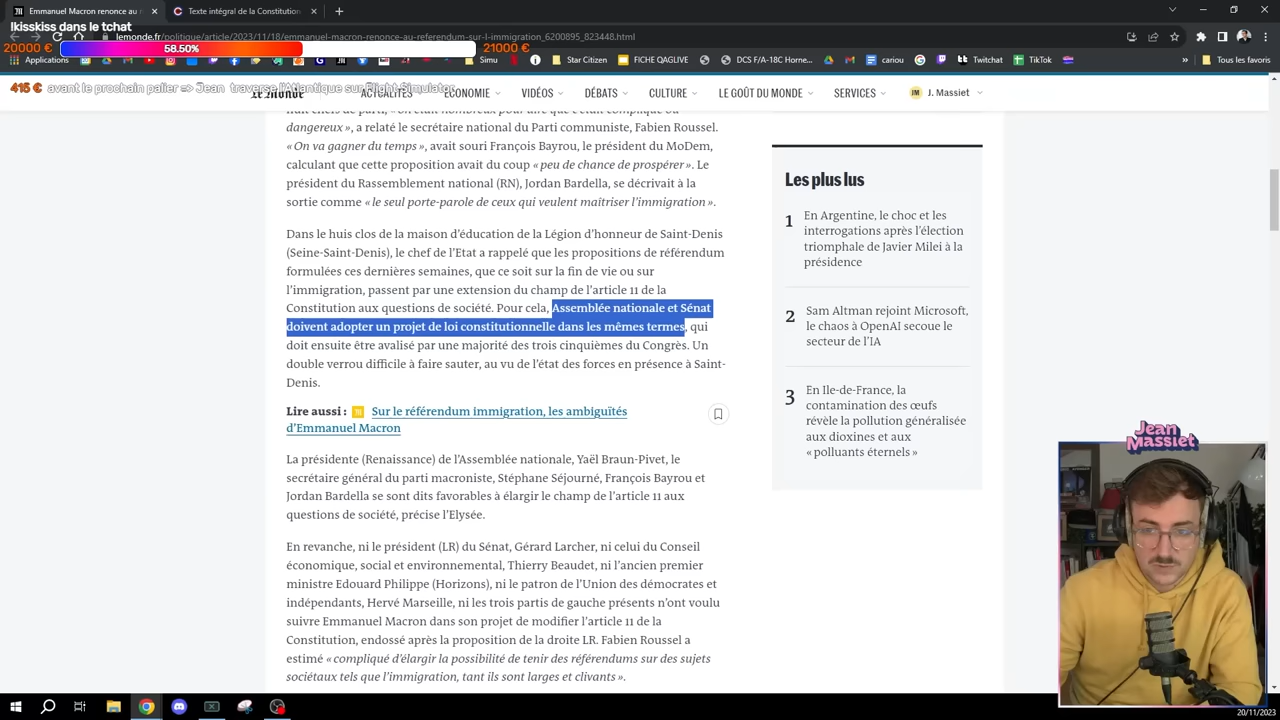 Emmanuel Macron renonce au r
Texte intégral de la Constitution
!kisskiss dans le tchat
lemonde.fr/politique/article/2023/11/18/emmanuel-macron-renonce-au-referendum-sur-l-immigration_6200895_823448.html
20000 €
58.50%
21000 €
Applications
Simu
Star Citizen
FICHE QAGLIVE
DCS F/A-18C Horne...
cariou
Twitchat
TikTok
Tous les favoris
415 € avant le prochain palier => Jean traverse l'Atlantique sur Flight Simulator
Le Monde
ACTUALITÉS
ÉCONOMIE
VIDÉOS
DÉBATS
CULTURE
LE GOÛT DU MONDE
SERVICES
JM
J. Massiet
dangereux », a relaté le secrétaire national du Parti communiste, Fabien Roussel.
« On va gagner du temps », avait souri François Bayrou, le président du MoDem,
calculant que cette proposition avait du coup « peu de chance de prospérer ». Le
président du Rassemblement national (RN), Jordan Bardella, se décrivait à la
sortie comme « le seul porte-parole de ceux qui veulent maîtriser l'immigration ».
Dans le huis clos de la maison d'éducation de la Légion d'honneur de Saint-Denis
(Seine-Saint-Denis), le chef de l'Etat a rappelé que les propositions de référendum
formulées ces dernières semaines, que ce soit sur la fin de vie ou sur
l'immigration, passent par une extension du champ de l'article 11 de la
Constitution aux questions de société. Pour cela, Assemblée nationale et Sénat
doivent adopter un projet de loi constitutionnelle dans les mêmes termes, qui
doit ensuite être avalisé par une majorité des trois cinquièmes du Congrès. Un
double verrou difficile à faire sauter, au vu de l'état des forces en présence à Saint-
Denis.
Lire aussi : Sur le référendum immigration, les ambiguïtés
d'Emmanuel Macron
La présidente (Renaissance) de l'Assemblée nationale, Yaël Braun-Pivet, le
secrétaire général du parti macroniste, Stéphane Séjourné, François Bayrou et
Jordan Bardella se sont dits favorables à élargir le champ de l'article 11 aux
questions de société, précise l'Elysée.
En revanche, ni le président (LR) du Sénat, Gérard Larcher, ni celui du Conseil
économique, social et environnemental, Thierry Beaudet, ni l'ancien premier
ministre Edouard Philippe (Horizons), ni le patron de l'Union des démocrates et
indépendants, Hervé Marseille, ni les trois partis de gauche présents n'ont voulu
suivre Emmanuel Macron dans son projet de modifier l'article 11 de la
Constitution, endossé après la proposition de la droite LR. Fabien Roussel a
estimé « compliqué d'élargir la possibilité de tenir des référendums sur des sujets
sociétaux tels que l'immigration, tant ils sont larges et clivants ».
Les plus lus
1
En Argentine, le choc et les
interrogations après l'élection
triomphale de Javier Milei à la
présidence
2
Sam Altman rejoint Microsoft,
le chaos à OpenAI secoue le
secteur de l'IA
3
En Ile-de-France, la
contamination des œufs
révèle la pollution généralisée
aux dioxines et aux
« polluants éternels »
Jean
Massiet
20/11/2023